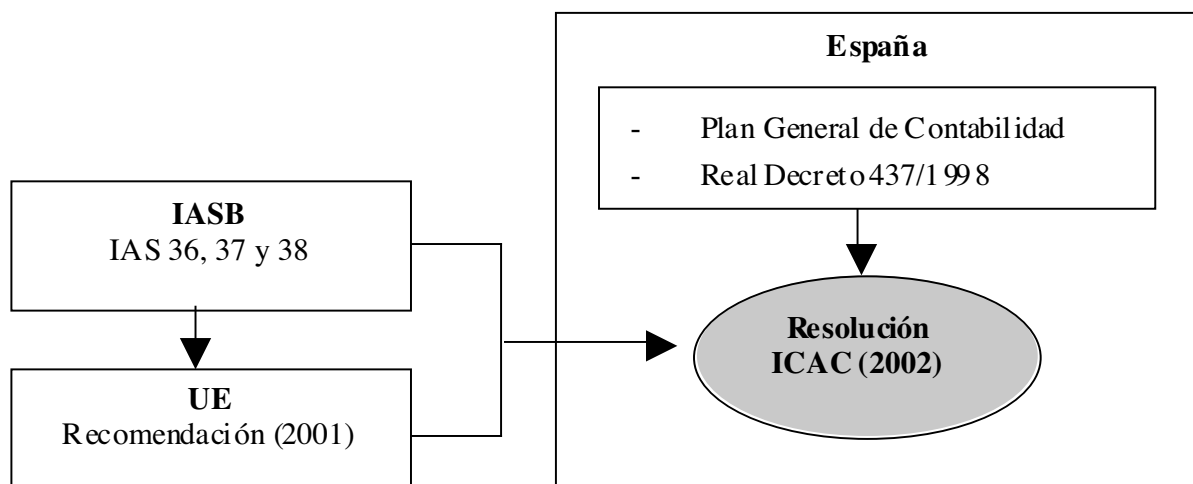 España
- Plan General de Contabilidad
- Real Decreto 437/1998
IASB
IAS 36, 37 y 38
UE
Recomendación (2001)
Resolución
ICAC (2002)